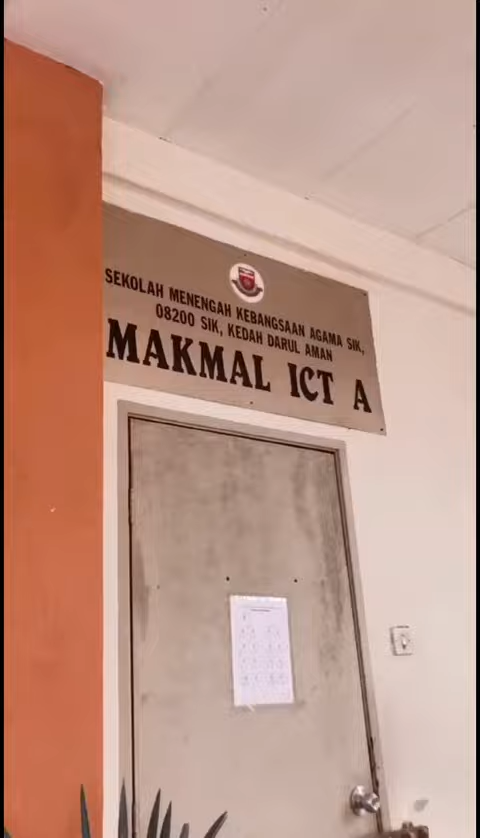 SEKOLAH MENENGAH KEBANGSAAN AGAMA SIK,
08200 SIK, KEDAH DARUL AMAN
MAKMAL ICT A